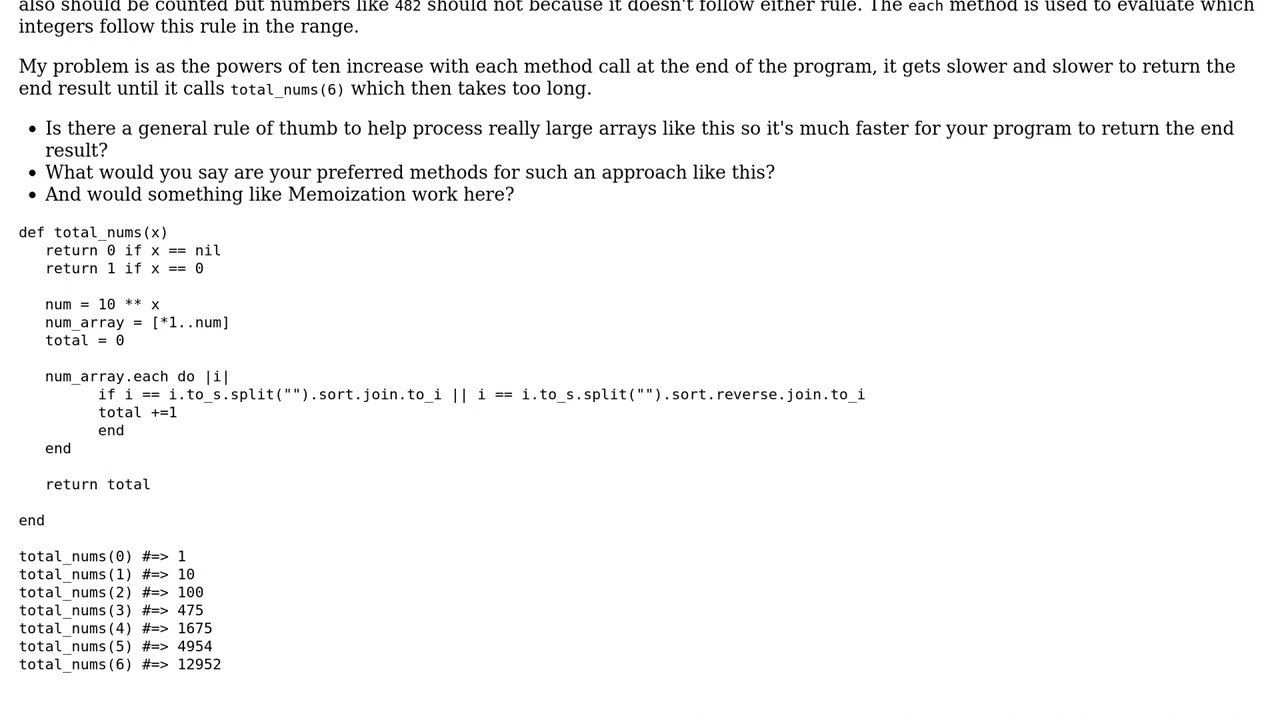 also should be counted but numbers like 482 should not because it doesn't follow either rule. The each method is used to evaluate which
integers follow this rule in the range.
My problem is as the powers of ten increase with each method call at the end of the program, it gets slower and slower to return the
end result until it calls total_nums(6) which then takes too long.
• Is there a general rule of thumb to help process really large arrays like this so it's much faster for your program to return the end
result?
• What would you say are your preferred methods for such an approach like this?
• And would something like Memoization work here?
def total_nums(x)
   return 0 if x == nil
   return 1 if x == 0
   num = 10 ** x
   num_array = [*1..num]
   total = 0
   num_array.each do |i|
         if i == i.to_s.split("").sort.join.to_i || i == i.to_s.split("").sort.reverse.join.to_i
         total +=1
         end
   end
   return total
end
total_nums(0) #=> 1
total_nums(1) #=> 10
total_nums(2) #=> 100
total_nums(3) #=> 475
total_nums(4) #=> 1675
total_nums(5) #=> 4954
total_nums(6) #=> 12952